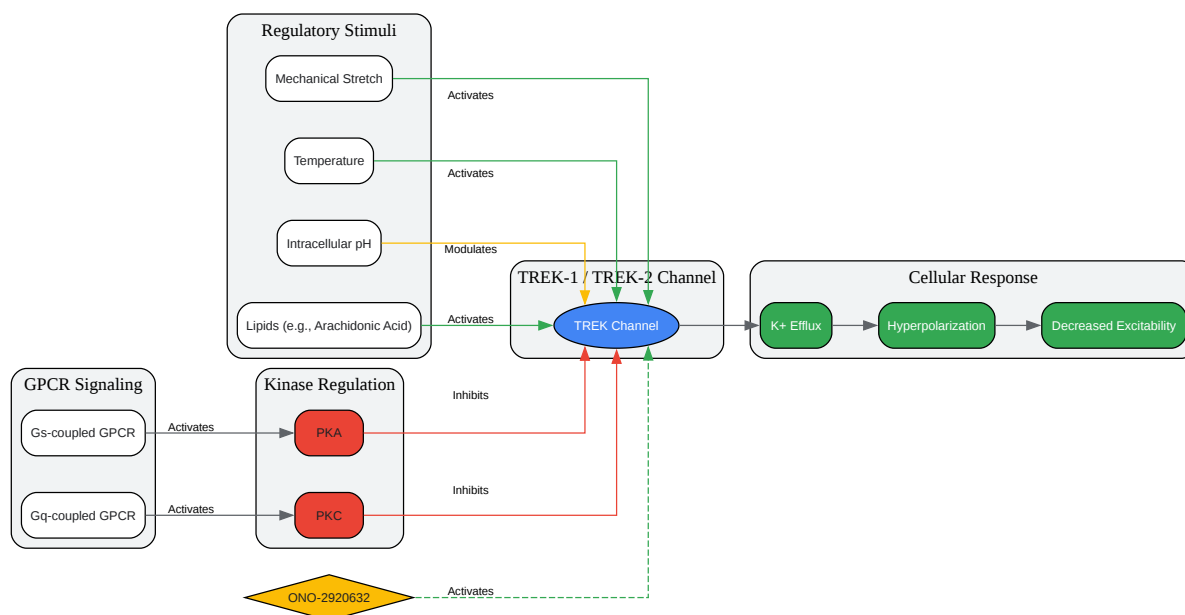 Regulatory Stimuli
Mechanical Stretch
Activates
Temperature
Activates
Intracellular pH
Modulates
Lipids (e.g., Arachidonic Acid)
Activates
TREK-1 / TREK-2 Channel
TREK Channel
Cellular Response
K+ Efflux
Hyperpolarization
Decreased Excitability
GPCR Signaling
Gs-coupled GPCR
Activates
Gq-coupled GPCR
Activates
Kinase Regulation
PKA
Inhibits
PKC
Inhibits
ONO-2920632
Activates